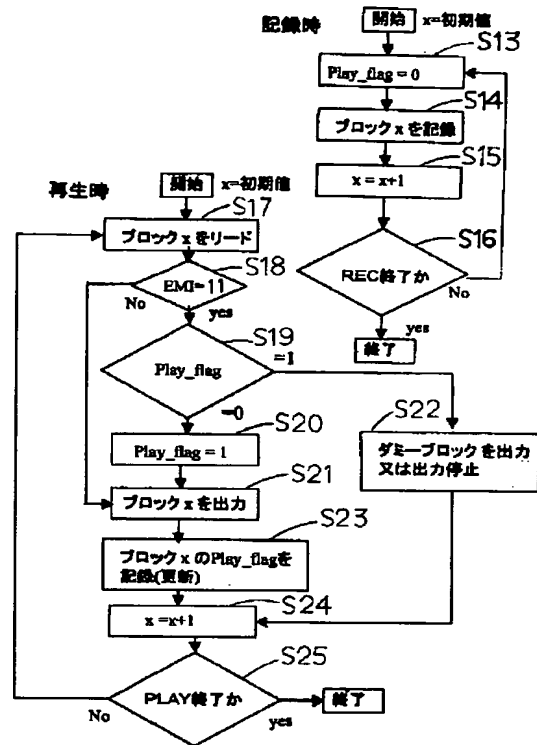 記録時
開始 x=初期値
S13
Play_flag = 0
S14
ブロック x を記録
S15
x = x+1
S16
REC終了か
No
yes
終了
再生時
開始 x=初期値
S17
ブロック x をリード
S18
EMI=11
No
yes
S19
=1
Play_flag
=0
S20
Play_flag = 1
S21
ブロック x を出力
S22
ダミーブロックを出力
又は出力停止
S23
ブロック x のPlay_flagを
記録(更新)
S24
x =x+1
S25
PLAY終了か
No
yes
終了